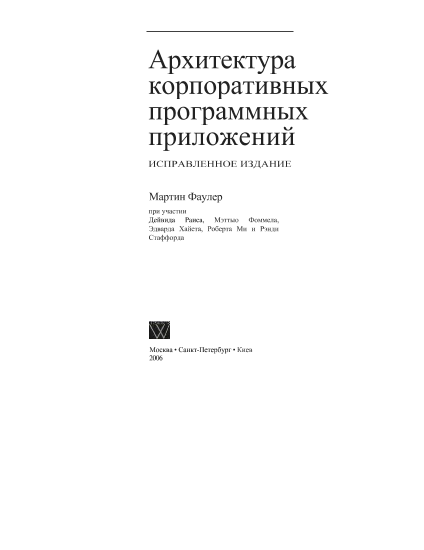 Архитектура
корпоративных
программных
приложений
ИСПРАВЛЕННОЕ ИЗДАНИЕ
Мартин Фаулер
при участии
Дейвида Райса, Мэттью Фоммела,
Эдварда Хайета, Роберта Ми и Рэнди
Стаффорда
Москва • Санкт-Петербург • Киев
2006